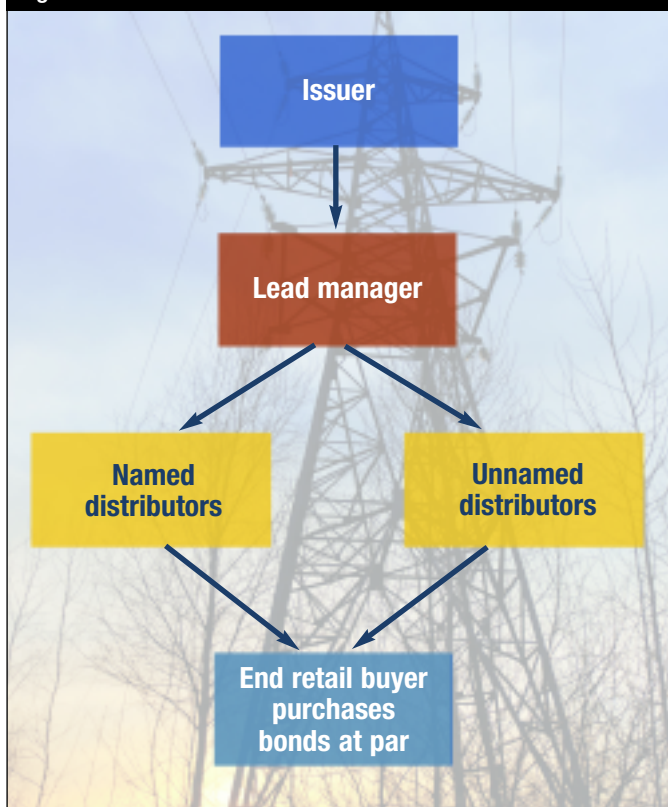 Issuer
Lead manager
Named
distributors
Unnamed
distributors
End retail buyer
purchases
bonds at par